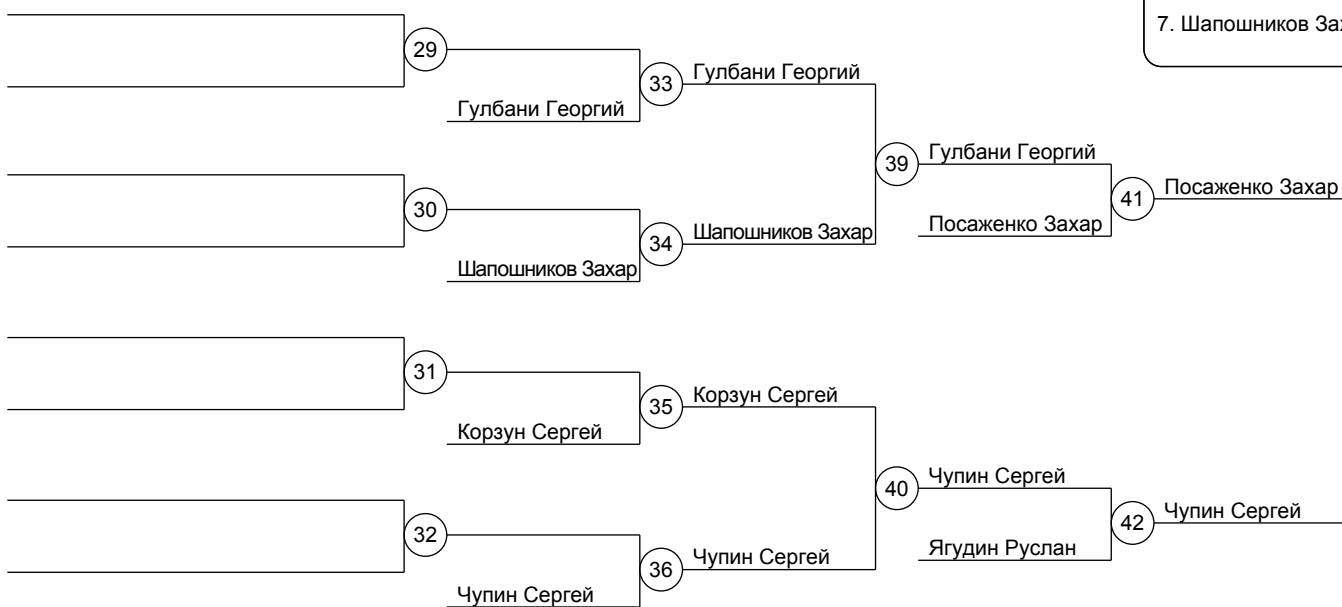 7. Шапошников
29
33
Гулбани Георгий
Гулбани Георгий
39
Гулбани Георгий
41
Посаженко Захар
30
34
Шапошников Захар
Посаженко Захар
Шапошников Захар
31
35
Корзун Сергей
Корзун Сергей
40
Чупин Сергей
42
Чупин Сергей
32
36
Чупин Сергей
Ягудин Руслан
Чупин Сергей